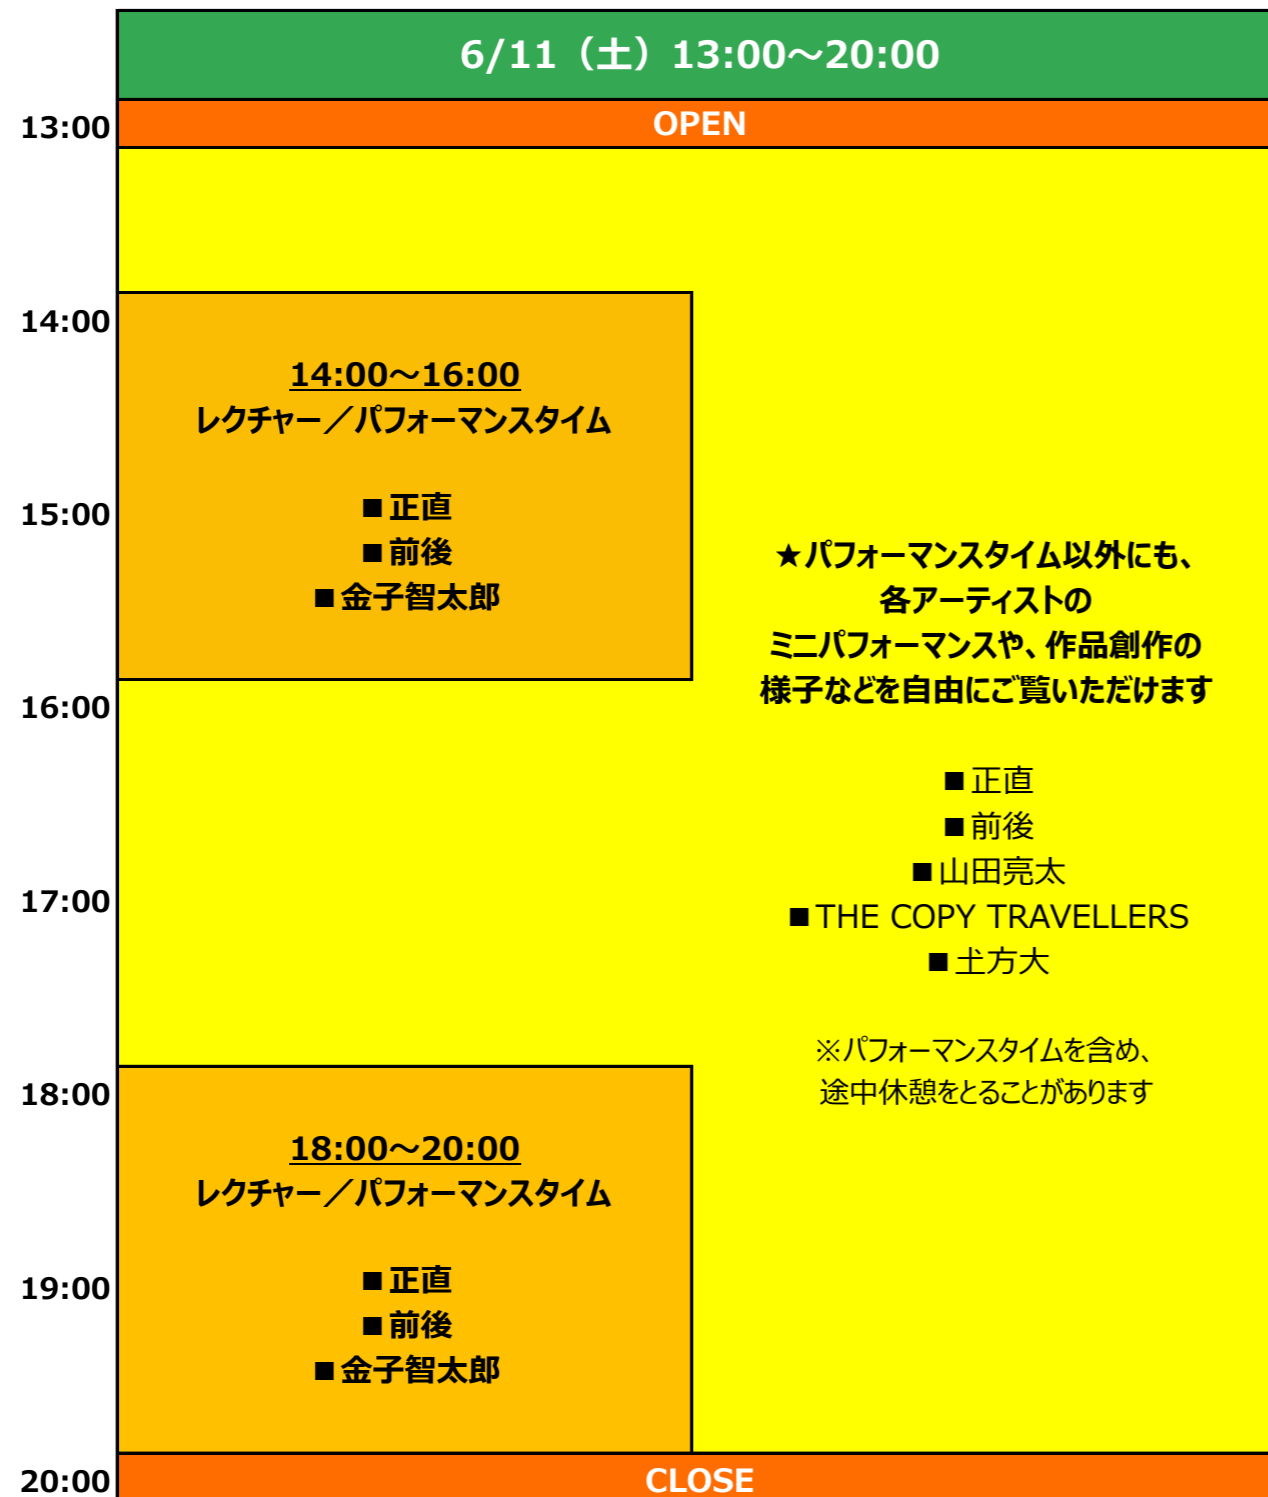 6/11（土）13:00～20:00
13:00
OPEN
14:00
14:00～16:00
レクチャー／パフォーマンスタイム
15:00
■正直
■前後
■金子智太郎
16:00
★パフォーマンスタイム以外にも、
各アーティストの
ミニパフォーマンスや、作品創作の
様子などを自由にご覧いただけます
■正直
■前後
■山田亮太
■THE COPY TRAVELLERS
■圡方大
※パフォーマンスタイムを含め、
途中休憩をとることがあります
17:00
18:00
18:00～20:00
レクチャー／パフォーマンスタイム
19:00
■正直
■前後
■金子智太郎
20:00
CLOSE